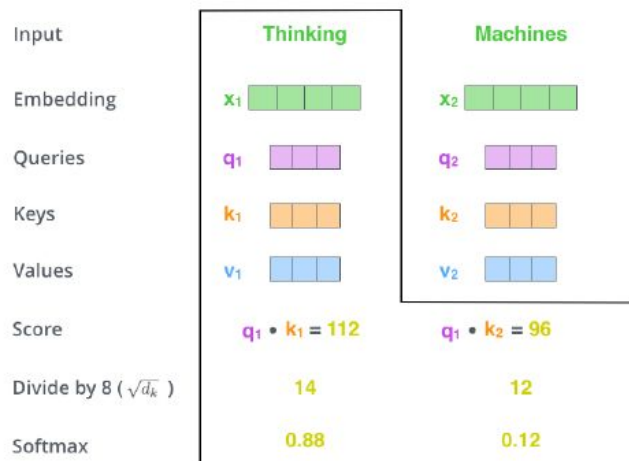 Input Thinking Machines
Embedding x₁ x₂
Queries q₁ q₂
Keys k₁ k₂
Values v₁ v₂
Score q₁ • k₁ = 112 q₁ • k₂ = 96
Divide by 8 ( √dₖ ) 14 12
Softmax 0.88 0.12